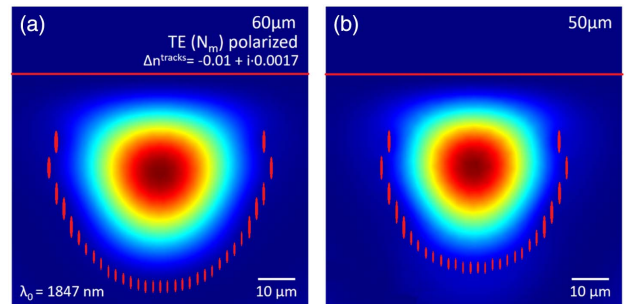 (a)
60μm
TE (Nₘ) polarized
Δnᵗʳᵃᶜᵏˢ= -0.01 + i·0.0017
λ₀ = 1847 nm
10 μm
(b)
50μm
10 μm